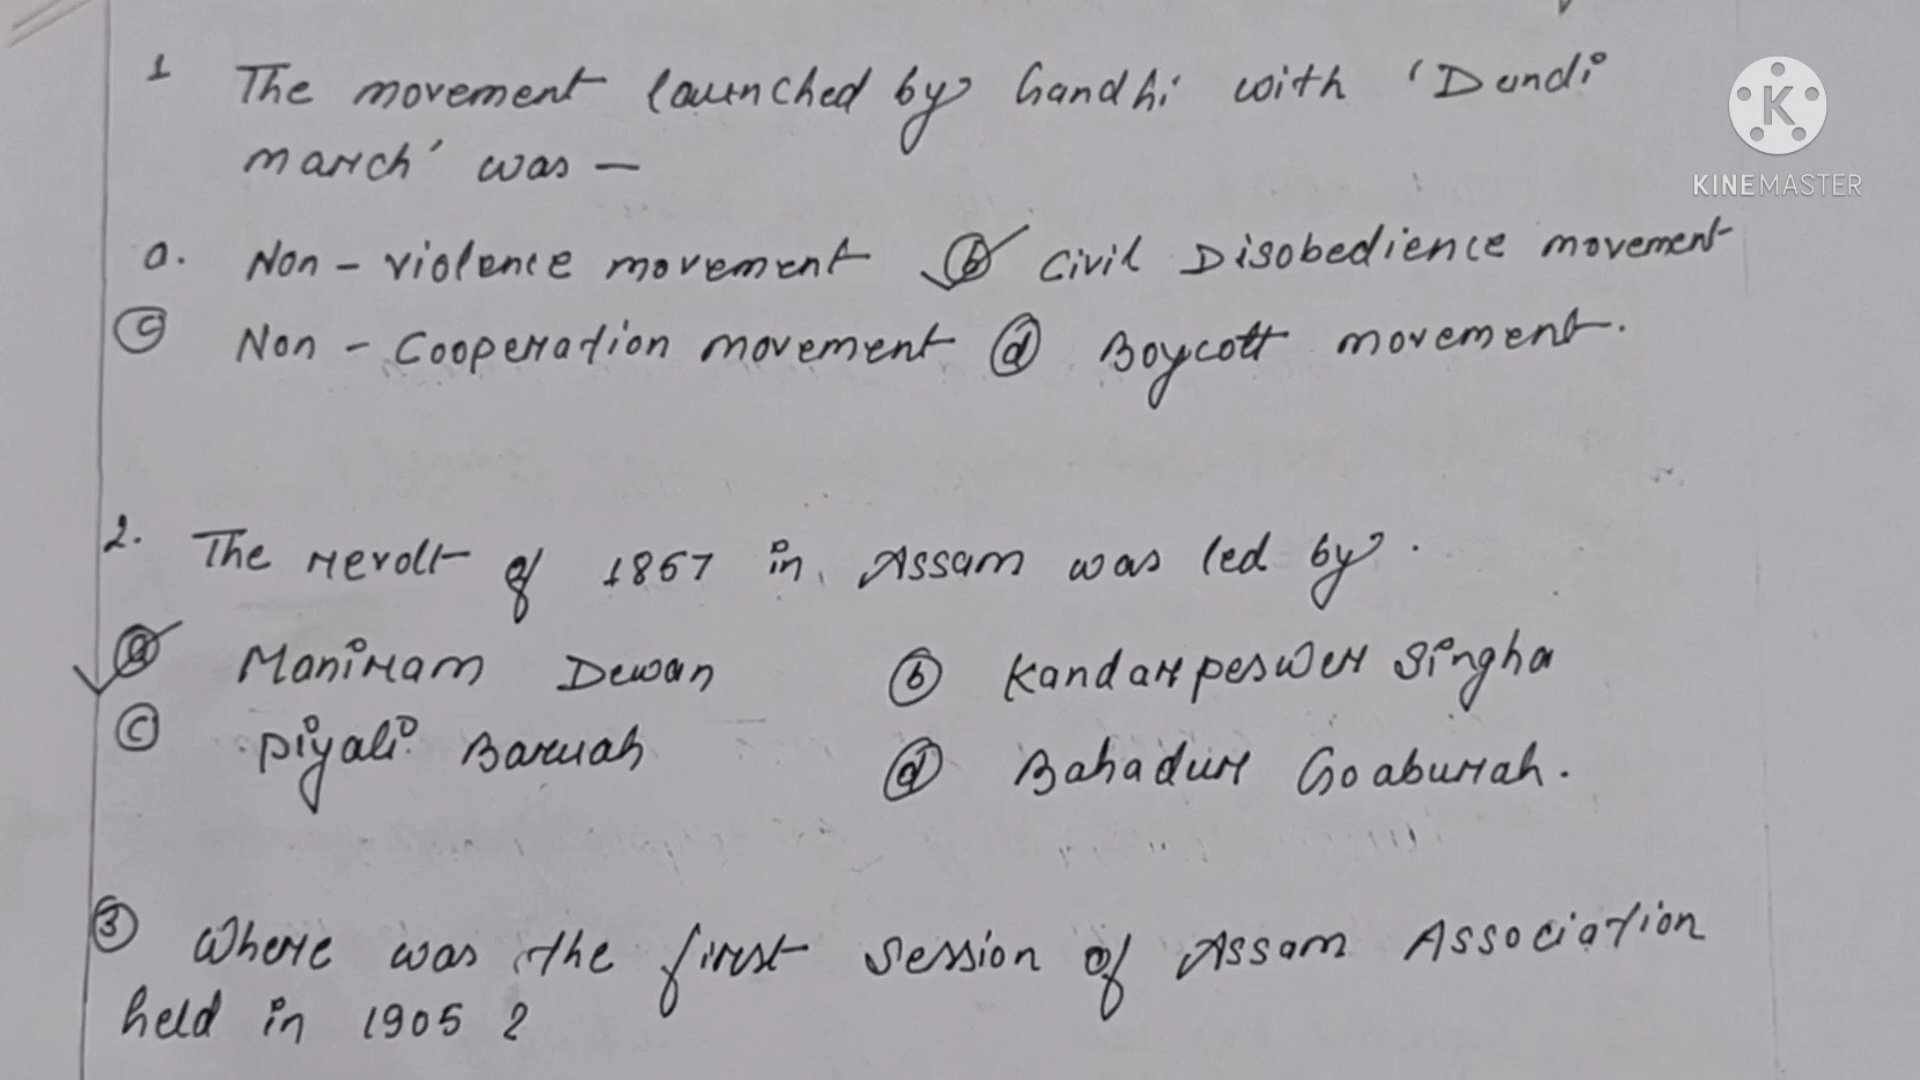 1 The movement launched by Gandhi with 'Dandi
march' was —
a. Non-violence movement (b) Civil Disobedience movement
(c) Non-Cooperation movement (d) Boycott movement.
2. The revolt of 1857 in Assam was led by.
(a) Maniram Dewan (b) Kandarpeswer Singha
(c) Piyali Baruah (d) Bahadur Goaburah.
(3) Where was the first session of Assam Association
held in 1905 ?
KINEMASTER